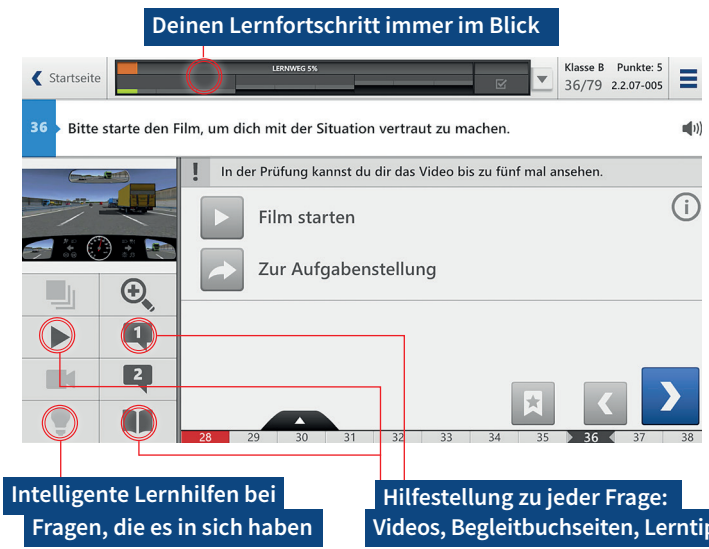 Deinen Lernfortschritt immer im Blick
Startseite
LERNWEG 5%
Klasse B Punkte: 5
36/79 2.2.07-005
36 Bitte starte den Film, um dich mit der Situation vertraut zu machen.
! In der Prüfung kannst du dir das Video bis zu fünf mal ansehen.
Film starten
i
Zur Aufgabenstellung
1
2
28 29 30 31 32 33 34 35 36 37 38
Intelligente Lernhilfen bei
Fragen, die es in sich haben
Hilfestellung zu jeder Frage:
Videos, Begleitbuchseiten, Lerntip